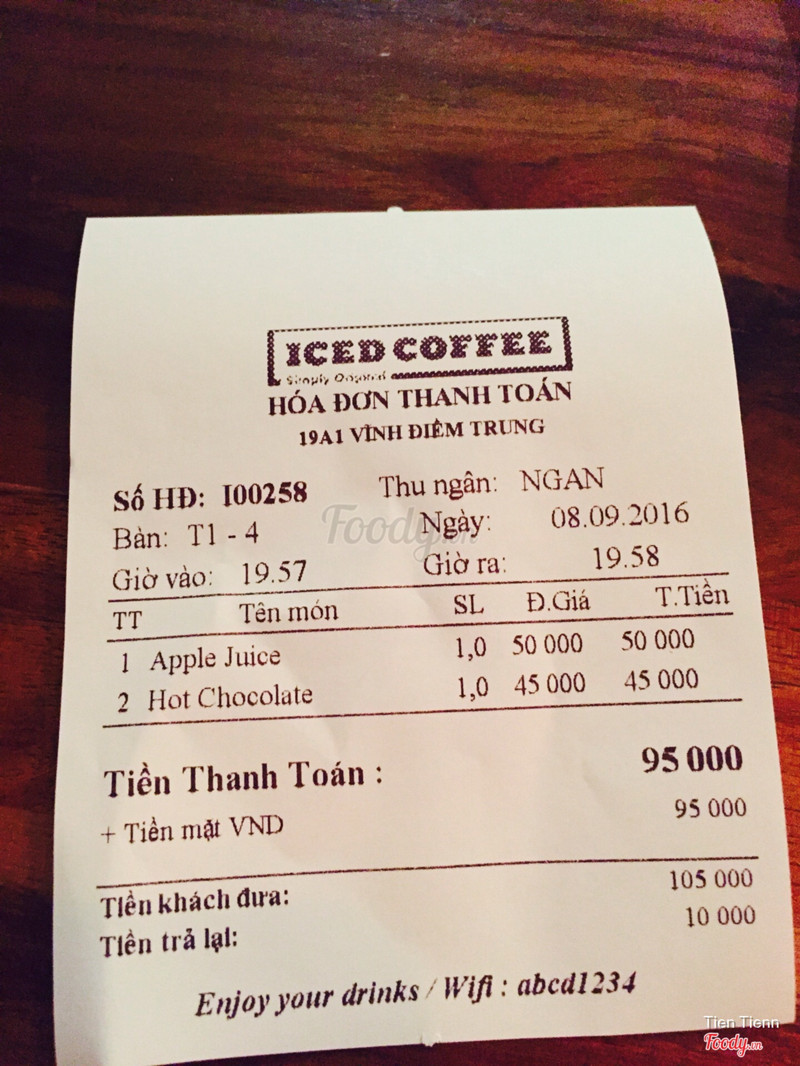 ICED COFFEE
Simply Original
HÓA ĐƠN THANH TOÁN
19A1 VĨNH ĐIỀM TRUNG
Số HĐ: I00258 Thu ngân: NGAN
Bàn: T1 - 4 Ngày: 08.09.2016
Giờ vào: 19.57 Giờ ra: 19.58
TT Tên món SL Đ.Giá T.Tiền
1 Apple Juice 1,0 50 000 50 000
2 Hot Chocolate 1,0 45 000 45 000
Tiền Thanh Toán : 95 000
+ Tiền mặt VND 95 000
Tiền khách đưa: 105 000
Tiền trả lại: 10 000
Enjoy your drinks / Wifi : abcd1234
Foody.vn
Tien Tienn
Foody.vn